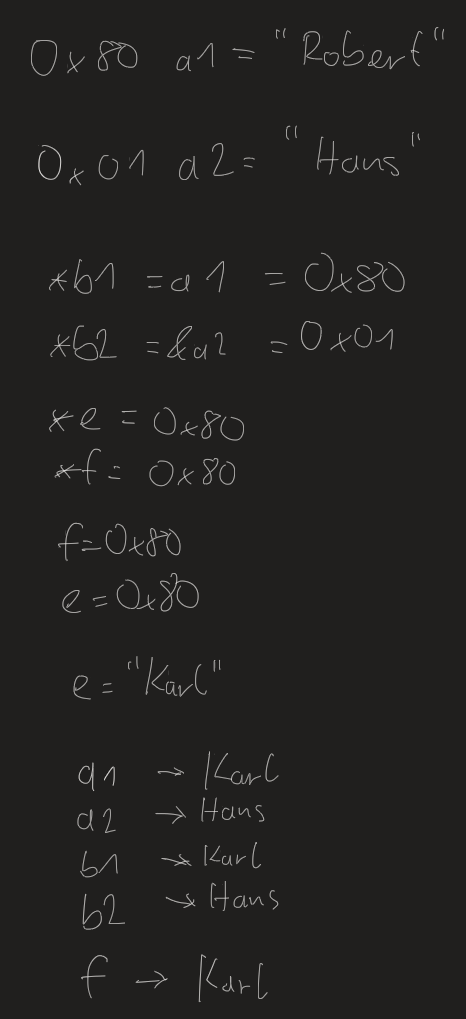 0x80 a1 = "Robert"
0x01 a2 = "Hans"
*b1 = a1 = 0x80
*b2 = &a2 = 0x01
*e = 0x80
*f = 0x80
f = 0x80
e = 0x80
e = "Karl"
a1 → Karl
a2 → Hans
b1 → Karl
b2 → Hans
f → Karl